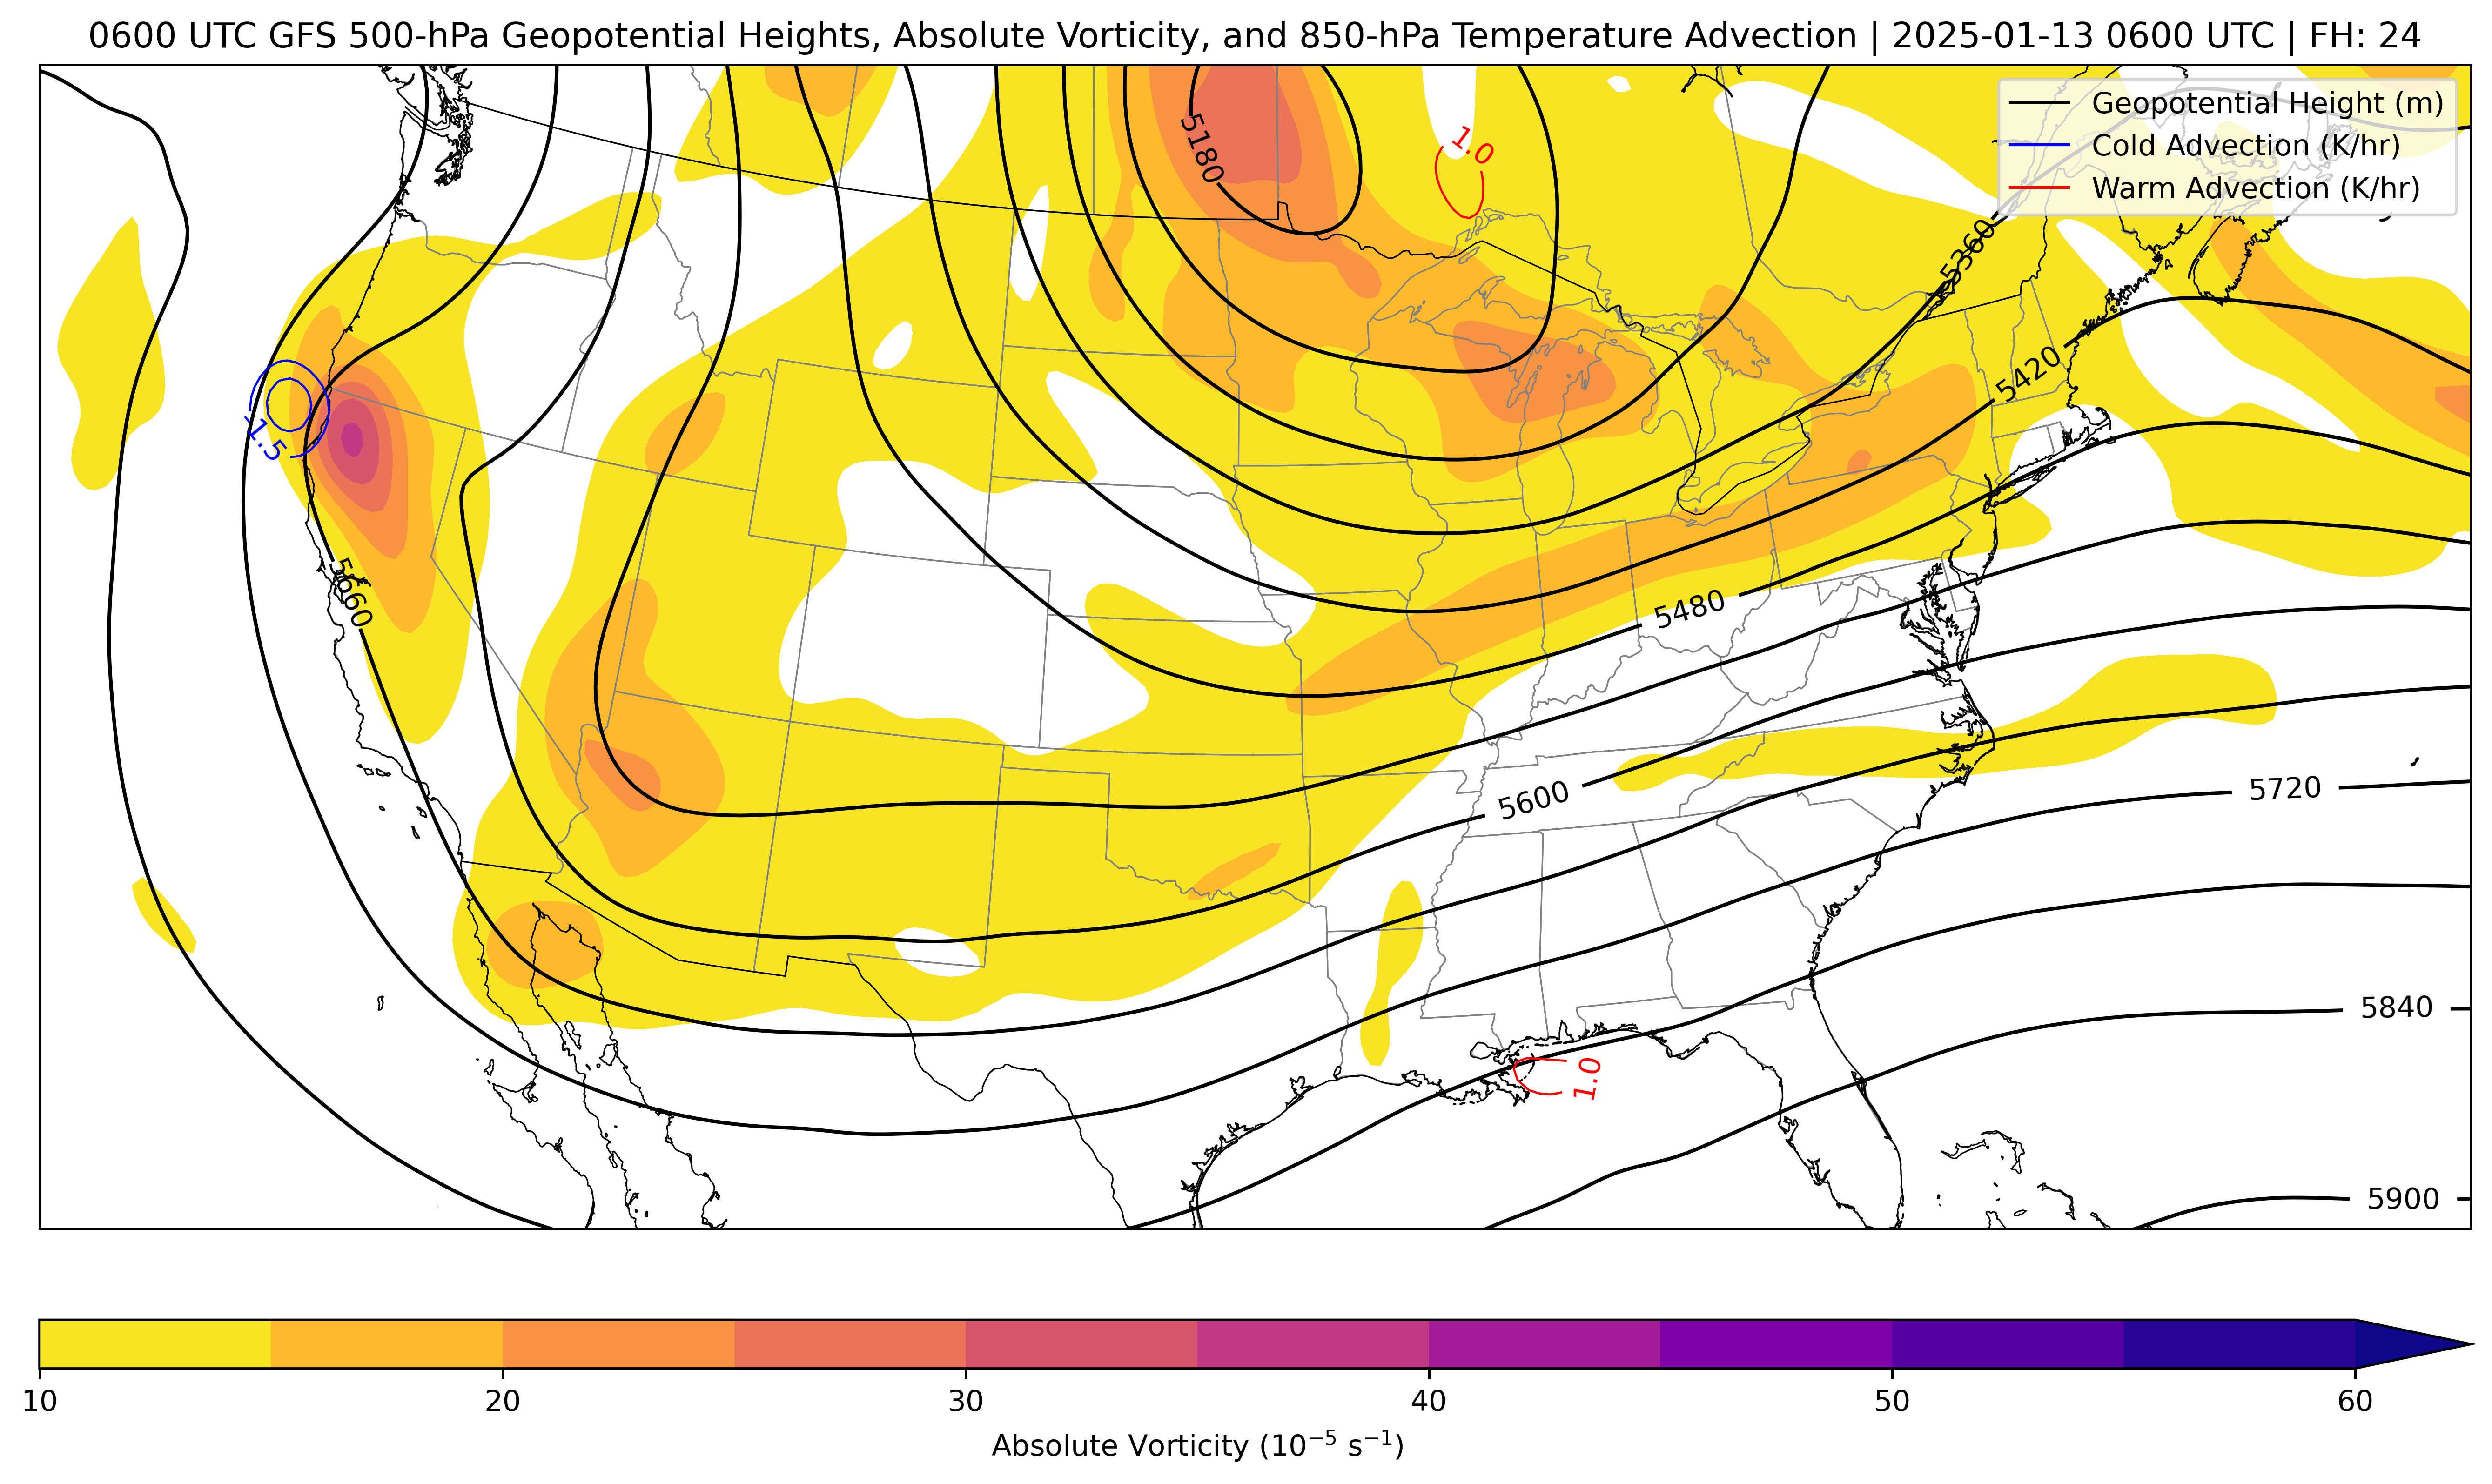 0600 UTC GFS 500-hPa Geopotential Heights, Absolute Vorticity, and 850-hPa Temperature Advection | 2025-01-13 0600 UTC | FH: 24
Geopotential Height (m)
Cold Advection (K/hr)
Warm Advection (K/hr)
5180
1.0
5360
5420
-1.5
5660
5480
5600
5720
5840
1.0
5900
10 20 30 40 50 60
Absolute Vorticity (10⁻⁵ s⁻¹)